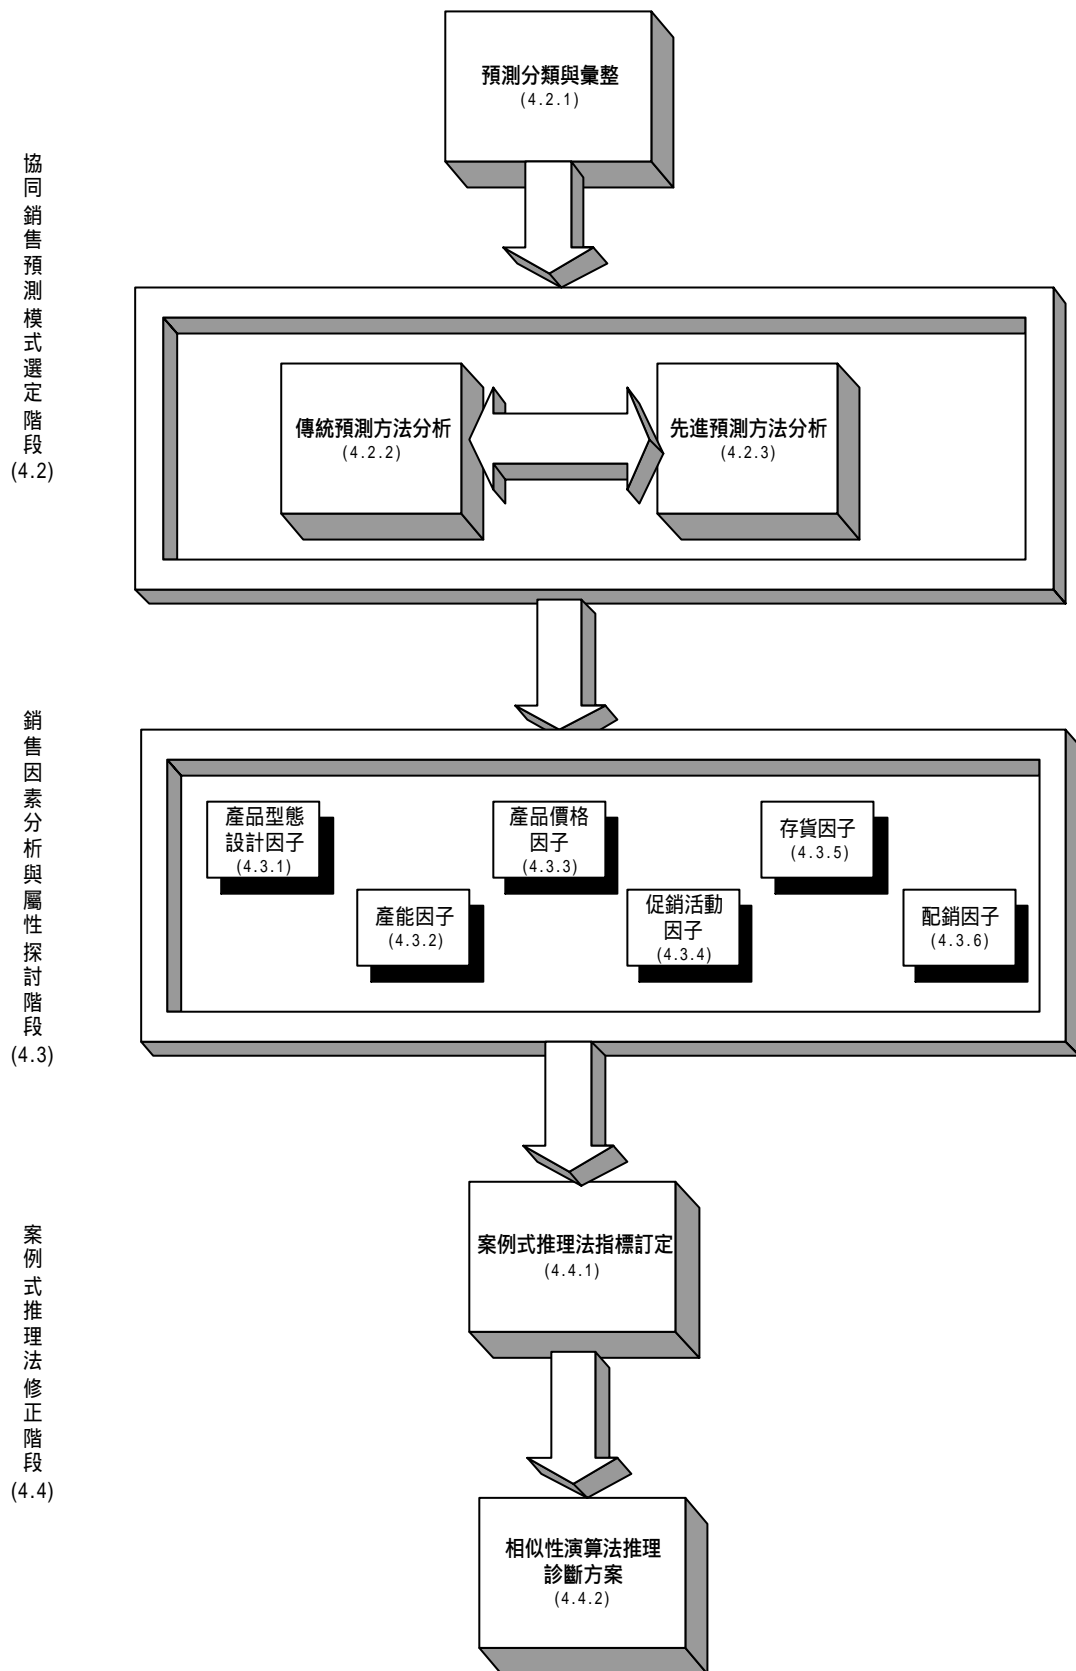 預測分類與彙整
(4.2.1)
協同銷售預測模式選定階段
(4.2)
傳統預測方法分析
(4.2.2)
先進預測方法分析
(4.2.3)
銷售因素分析與屬性探討階段
(4.3)
產品型態
設計因子
(4.3.1)
產能因子
(4.3.2)
產品價格
因子
(4.3.3)
促銷活動
因子
(4.3.4)
存貨因子
(4.3.5)
配銷因子
(4.3.6)
案例式推理法修正階段
(4.4)
案例式推理法指標訂定
(4.4.1)
相似性演算法推理
診斷方案
(4.4.2)